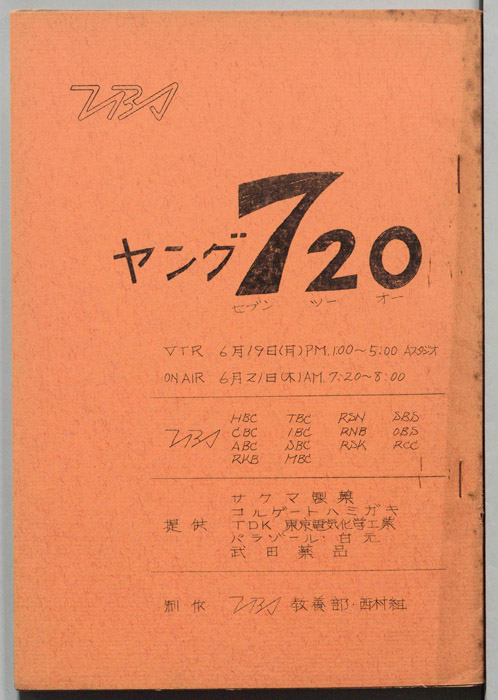 TBS
ヤング720
セブン ツー オー
VTR 6月19日(月)PM.1:00～5:00 Aスタジオ
ON AIR 6月21日(水)AM.7:20～8:00
HBC TBC RSN SBS
TBS CBC IBC RNB OBS
ABC SBC RSK RCC
RKB MBC
サクマ製菓
コルゲートハミガキ
提供 TDK 東京電気化学工業
パラゾール・白元
武田薬品
制作 TBS 教養部・西村組